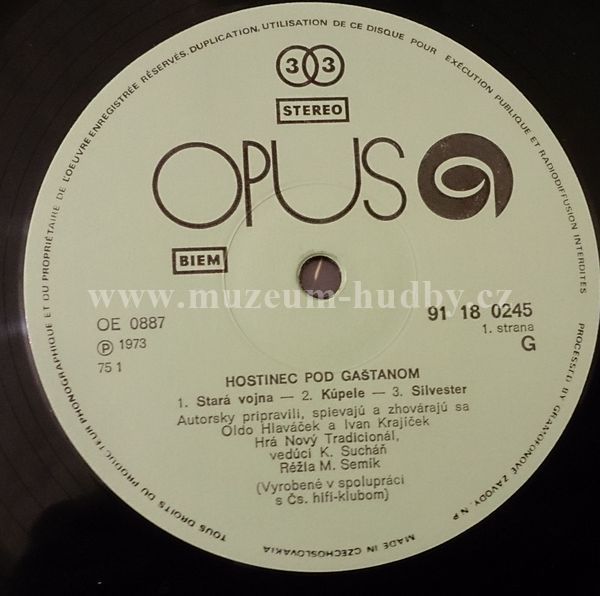 TOUS DROITS DU PRODUCTEUR PHONOGRAPHIQUE ET DU PROPRIÉTAIRE DE L'OEUVRE ENREGISTRÉE RÉSERVÉS. DUPLICATION, UTILISATION DE CE DISQUE POUR EXÉCUTION PUBLIQUE ET RADIODIFFUSION INTERDITES
33
STEREO
OPUS
BIEM
www.muzeum-hudby.cz
OE 0887
91 18 0245
℗ 1973
1. strana
75 1
G
HOSTINEC POD GAŠTANOM
1. Stará vojna — 2. Kúpele — 3. Silvester
Autorsky pripravili, spievajú a zhovárajú sa
Oldo Hlaváček a Ivan Krajíček
Hrá Nový Tradicionál,
vedúci K. Sucháň
Réžia M. Semík
(Vyrobené v spolupráci
s Čs. hifi-klubom)
PROCESSED BY GRAMOFONOVÉ ZÁVODY, N.P.
MADE IN CZECHOSLOVAKIA